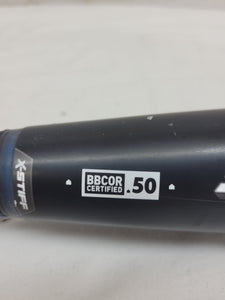 X-STIFF
BBCOR
CERTIFIED
.50